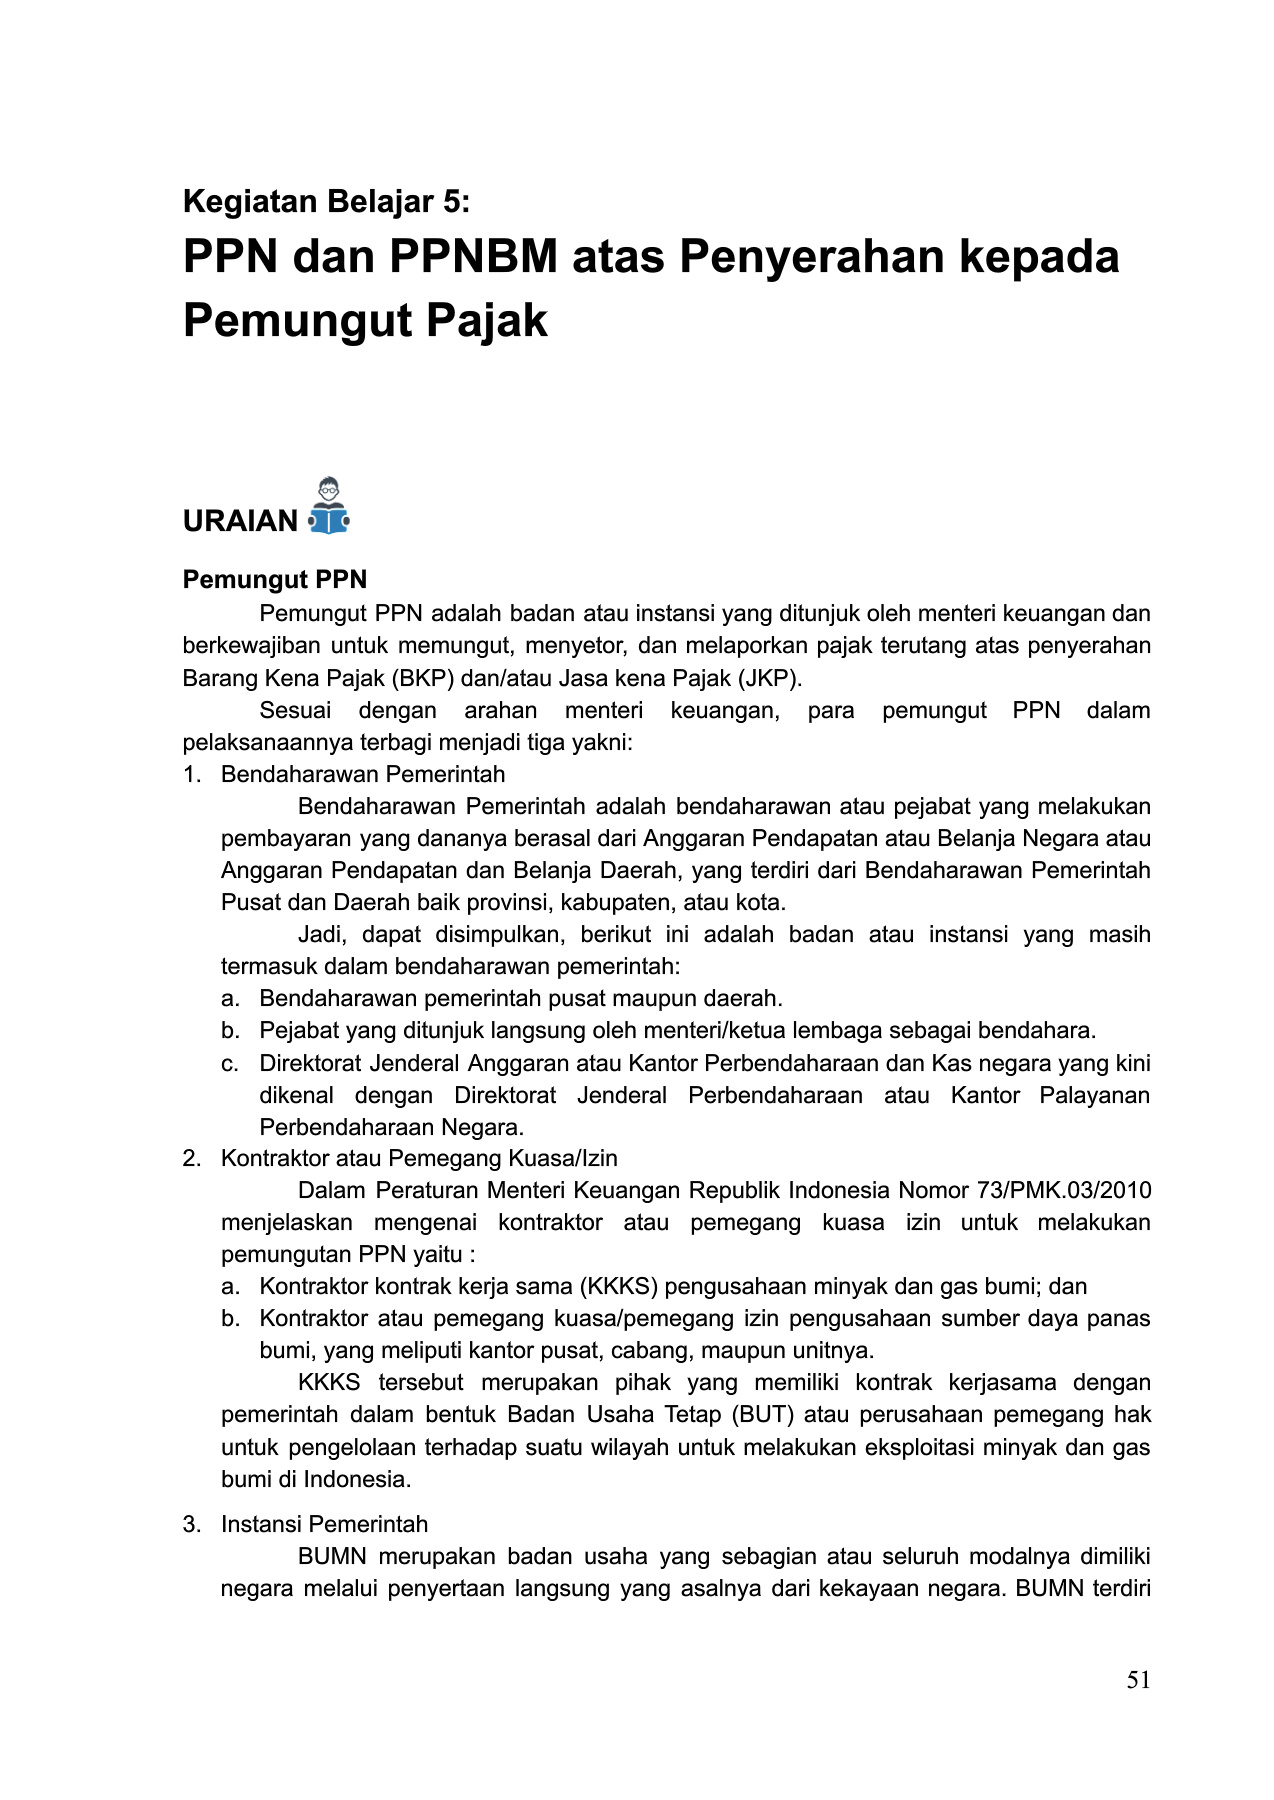 Kegiatan Belajar 5:
PPN dan PPNBM atas Penyerahan kepada
Pemungut Pajak
URAIAN
Pemungut PPN
Pemungut PPN adalah badan atau instansi yang ditunjuk oleh menteri keuangan dan
berkewajiban untuk memungut, menyetor, dan melaporkan pajak terutang atas penyerahan
Barang Kena Pajak (BKP) dan/atau Jasa kena Pajak (JKP).
Sesuai dengan arahan menteri keuangan, para pemungut PPN dalam
pelaksanaannya terbagi menjadi tiga yakni:
1. Bendaharawan Pemerintah
Bendaharawan Pemerintah adalah bendaharawan atau pejabat yang melakukan
pembayaran yang dananya berasal dari Anggaran Pendapatan atau Belanja Negara atau
Anggaran Pendapatan dan Belanja Daerah, yang terdiri dari Bendaharawan Pemerintah
Pusat dan Daerah baik provinsi, kabupaten, atau kota.
Jadi, dapat disimpulkan, berikut ini adalah badan atau instansi yang masih
termasuk dalam bendaharawan pemerintah:
a. Bendaharawan pemerintah pusat maupun daerah.
b. Pejabat yang ditunjuk langsung oleh menteri/ketua lembaga sebagai bendahara.
c. Direktorat Jenderal Anggaran atau Kantor Perbendaharaan dan Kas negara yang kini
dikenal dengan Direktorat Jenderal Perbendaharaan atau Kantor Palayanan
Perbendaharaan Negara.
2. Kontraktor atau Pemegang Kuasa/Izin
Dalam Peraturan Menteri Keuangan Republik Indonesia Nomor 73/PMK.03/2010
menjelaskan mengenai kontraktor atau pemegang kuasa izin untuk melakukan
pemungutan PPN yaitu :
a. Kontraktor kontrak kerja sama (KKKS) pengusahaan minyak dan gas bumi; dan
b. Kontraktor atau pemegang kuasa/pemegang izin pengusahaan sumber daya panas
bumi, yang meliputi kantor pusat, cabang, maupun unitnya.
KKKS tersebut merupakan pihak yang memiliki kontrak kerjasama dengan
pemerintah dalam bentuk Badan Usaha Tetap (BUT) atau perusahaan pemegang hak
untuk pengelolaan terhadap suatu wilayah untuk melakukan eksploitasi minyak dan gas
bumi di Indonesia.
3. Instansi Pemerintah
BUMN merupakan badan usaha yang sebagian atau seluruh modalnya dimiliki
negara melalui penyertaan langsung yang asalnya dari kekayaan negara. BUMN terdiri
51